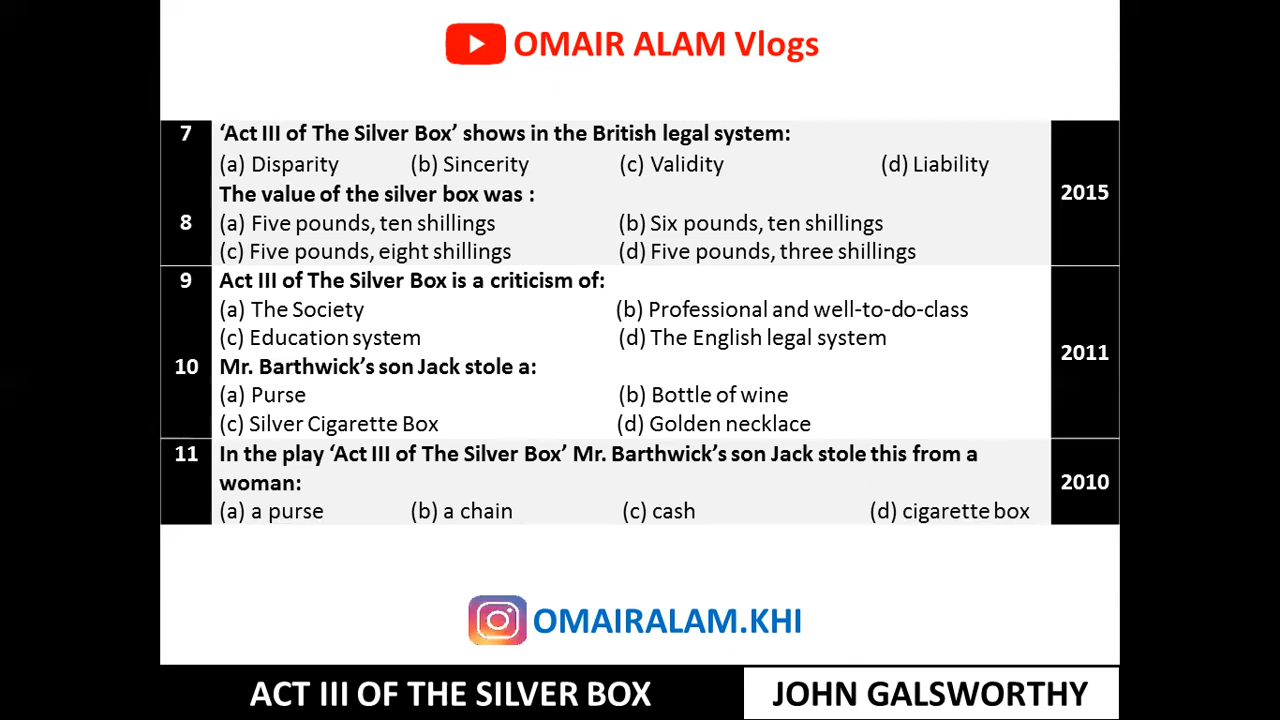 OMAIR ALAM Vlogs
7 ‘Act III of The Silver Box’ shows in the British legal system:
(a) Disparity (b) Sincerity (c) Validity (d) Liability
The value of the silver box was :
2015
8 (a) Five pounds, ten shillings (b) Six pounds, ten shillings
(c) Five pounds, eight shillings (d) Five pounds, three shillings
9 Act III of The Silver Box is a criticism of:
(a) The Society (b) Professional and well-to-do-class
(c) Education system (d) The English legal system
2011
10 Mr. Barthwick’s son Jack stole a:
(a) Purse (b) Bottle of wine
(c) Silver Cigarette Box (d) Golden necklace
11 In the play ‘Act III of The Silver Box’ Mr. Barthwick’s son Jack stole this from a
woman:
2010
(a) a purse (b) a chain (c) cash (d) cigarette box
OMAIRALAM.KHI
ACT III OF THE SILVER BOX JOHN GALSWORTHY